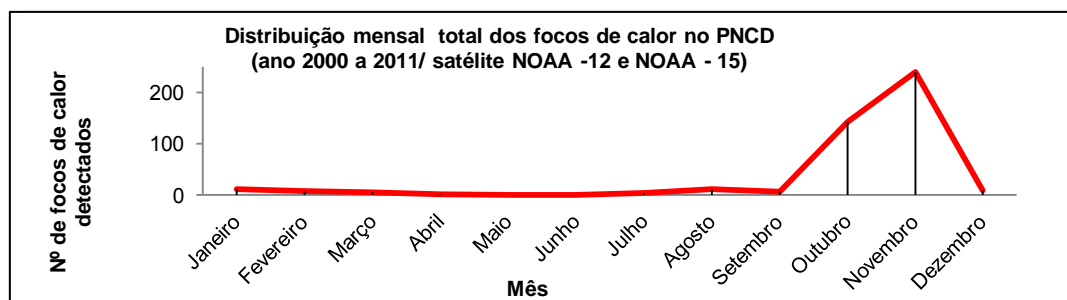 Distribuição mensal total dos focos de calor no PNCD
(ano 2000 a 2011/ satélite NOAA -12 e NOAA - 15)
Nº de focos de calor
detectados
200
100
0
Janeiro
Fevereiro
Março
Abril
Maio
Junho
Julho
Agosto
Setembro
Outubro
Novembro
Dezembro
Mês